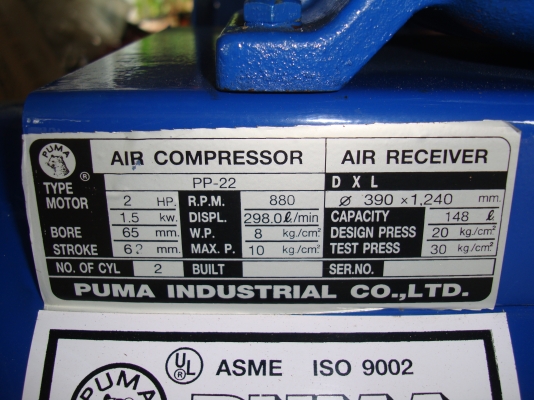 PUMA ® AIR COMPRESSOR AIR RECEIVER
TYPE PP-22 D X L
MOTOR 2 HP. R.P.M. 880 ø 390 ×1,240 mm.
1.5 kw. DISPL. 298.0 ℓ/min CAPACITY 148 ℓ
BORE 65 mm. W.P. 8 kg/cm² DESIGN PRESS 20 kg/cm²
STROKE mm. MAX. P. 10 kg/cm² TEST PRESS 30 kg/cm²
NO. OF CYL 2 BUILT SER.NO.
PUMA INDUSTRIAL CO.,LTD.
UL ® ASME ISO 9002
PUMA PUMA